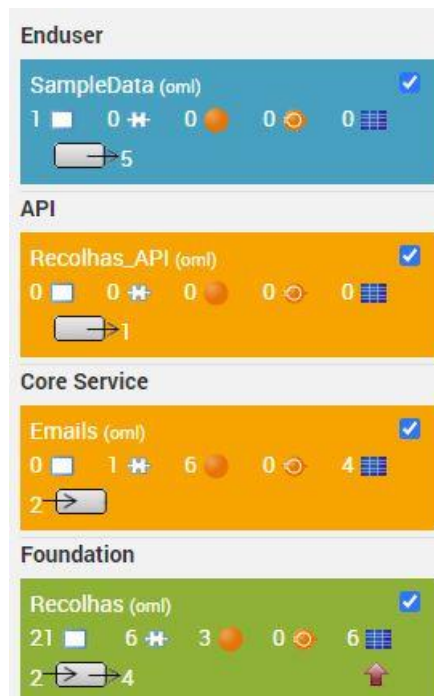 Enduser
SampleData (oml)
1 0 0 0 0
5
API
Recolhas_API (oml)
0 0 0 0 0
1
Core Service
Emails (oml)
0 1 6 0 4
2
Foundation
Recolhas (oml)
21 6 3 0 6
2 4